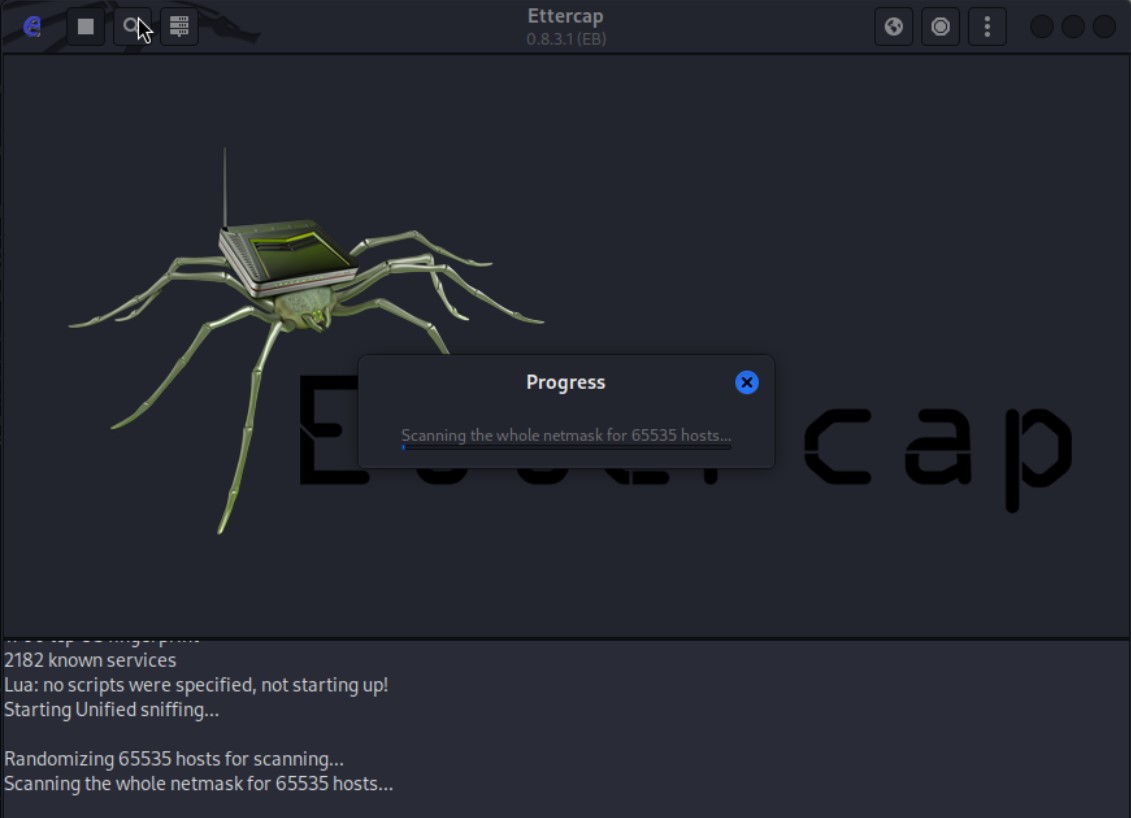 Ettercap
0.8.3.1 (EB)
Progress
Scanning the whole netmask for 65535 hosts...
E cap
2182 known services
Lua: no scripts were specified, not starting up!
Starting Unified sniffing...
Randomizing 65535 hosts for scanning...
Scanning the whole netmask for 65535 hosts...